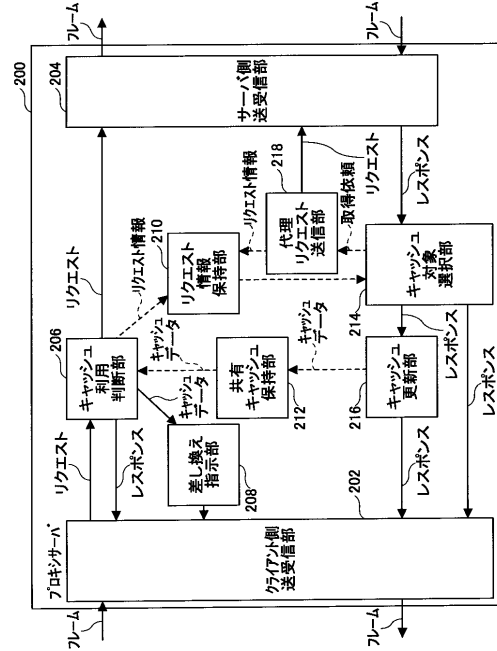 フレーム
フレーム
200
204
サーバ側
送受信部
リクエスト
リクエスト情報
218
リクエスト情報
リクエスト
レスポンス
206
210
代理
リクエスト
送信部
取得依頼
キャッシュ
利用
判断部
リクエスト
情報
保持部
キャッシュ
データ
キャッシュ
対象
選択部
214
リクエスト
レスポンス
キャッシュ
データ
共有
キャッシュ
保持部
212
キャッシュ
データ
キャッシュ
更新部
216
レスポンス
レスポンス
差し換え
指示部
208
202
レスポンス
プロキシサーバ
クライアント側
送受信部
フレーム
フレーム